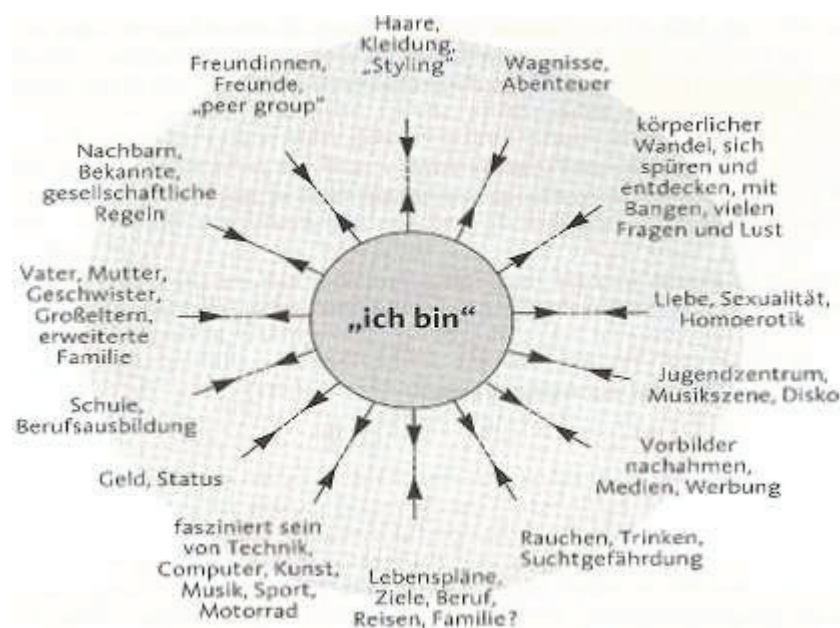 Haare,
Kleidung,
„Styling"
Wagnisse,
Abenteuer
körperlicher
Wandel, sich
spüren und
entdecken, mit
Bangen, vielen
Fragen und Lust
Liebe, Sexualität,
Homoerotik
Jugendzentrum,
Musikszene, Disko
Vorbilder
nachahmen,
Medien, Werbung
Rauchen, Trinken,
Suchtgefährdung
Lebenspläne,
Ziele, Beruf,
Reisen, Familie?
fasziniert sein
von Technik,
Computer, Kunst,
Musik, Sport,
Motorrad
Geld, Status
Schule,
Berufsausbildung
Vater, Mutter,
Geschwister,
Großeltern,
erweiterte
Familie
Nachbarn,
Bekannte,
gesellschaftliche
Regeln
Freundinnen,
Freunde,
„peer group"
„ich bin"